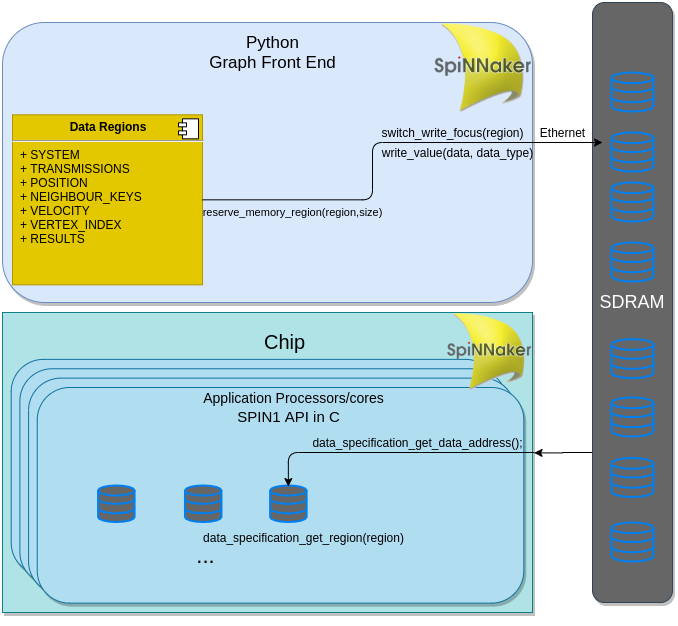 Python
Graph Front End
SpiNNaker
Data Regions
+ SYSTEM
+ TRANSMISSIONS
+ POSITION
+ NEIGHBOUR_KEYS
+ VELOCITY
+ VERTEX_INDEX
+ RESULTS
switch_write_focus(region)
Ethernet
write_value(data, data_type)
reserve_memory_region(region,size)
SDRAM
Chip
SpiNNaker
Application Processors/cores
SPIN1 API in C
data_specification_get_data_address();
data_specification_get_region(region)
...